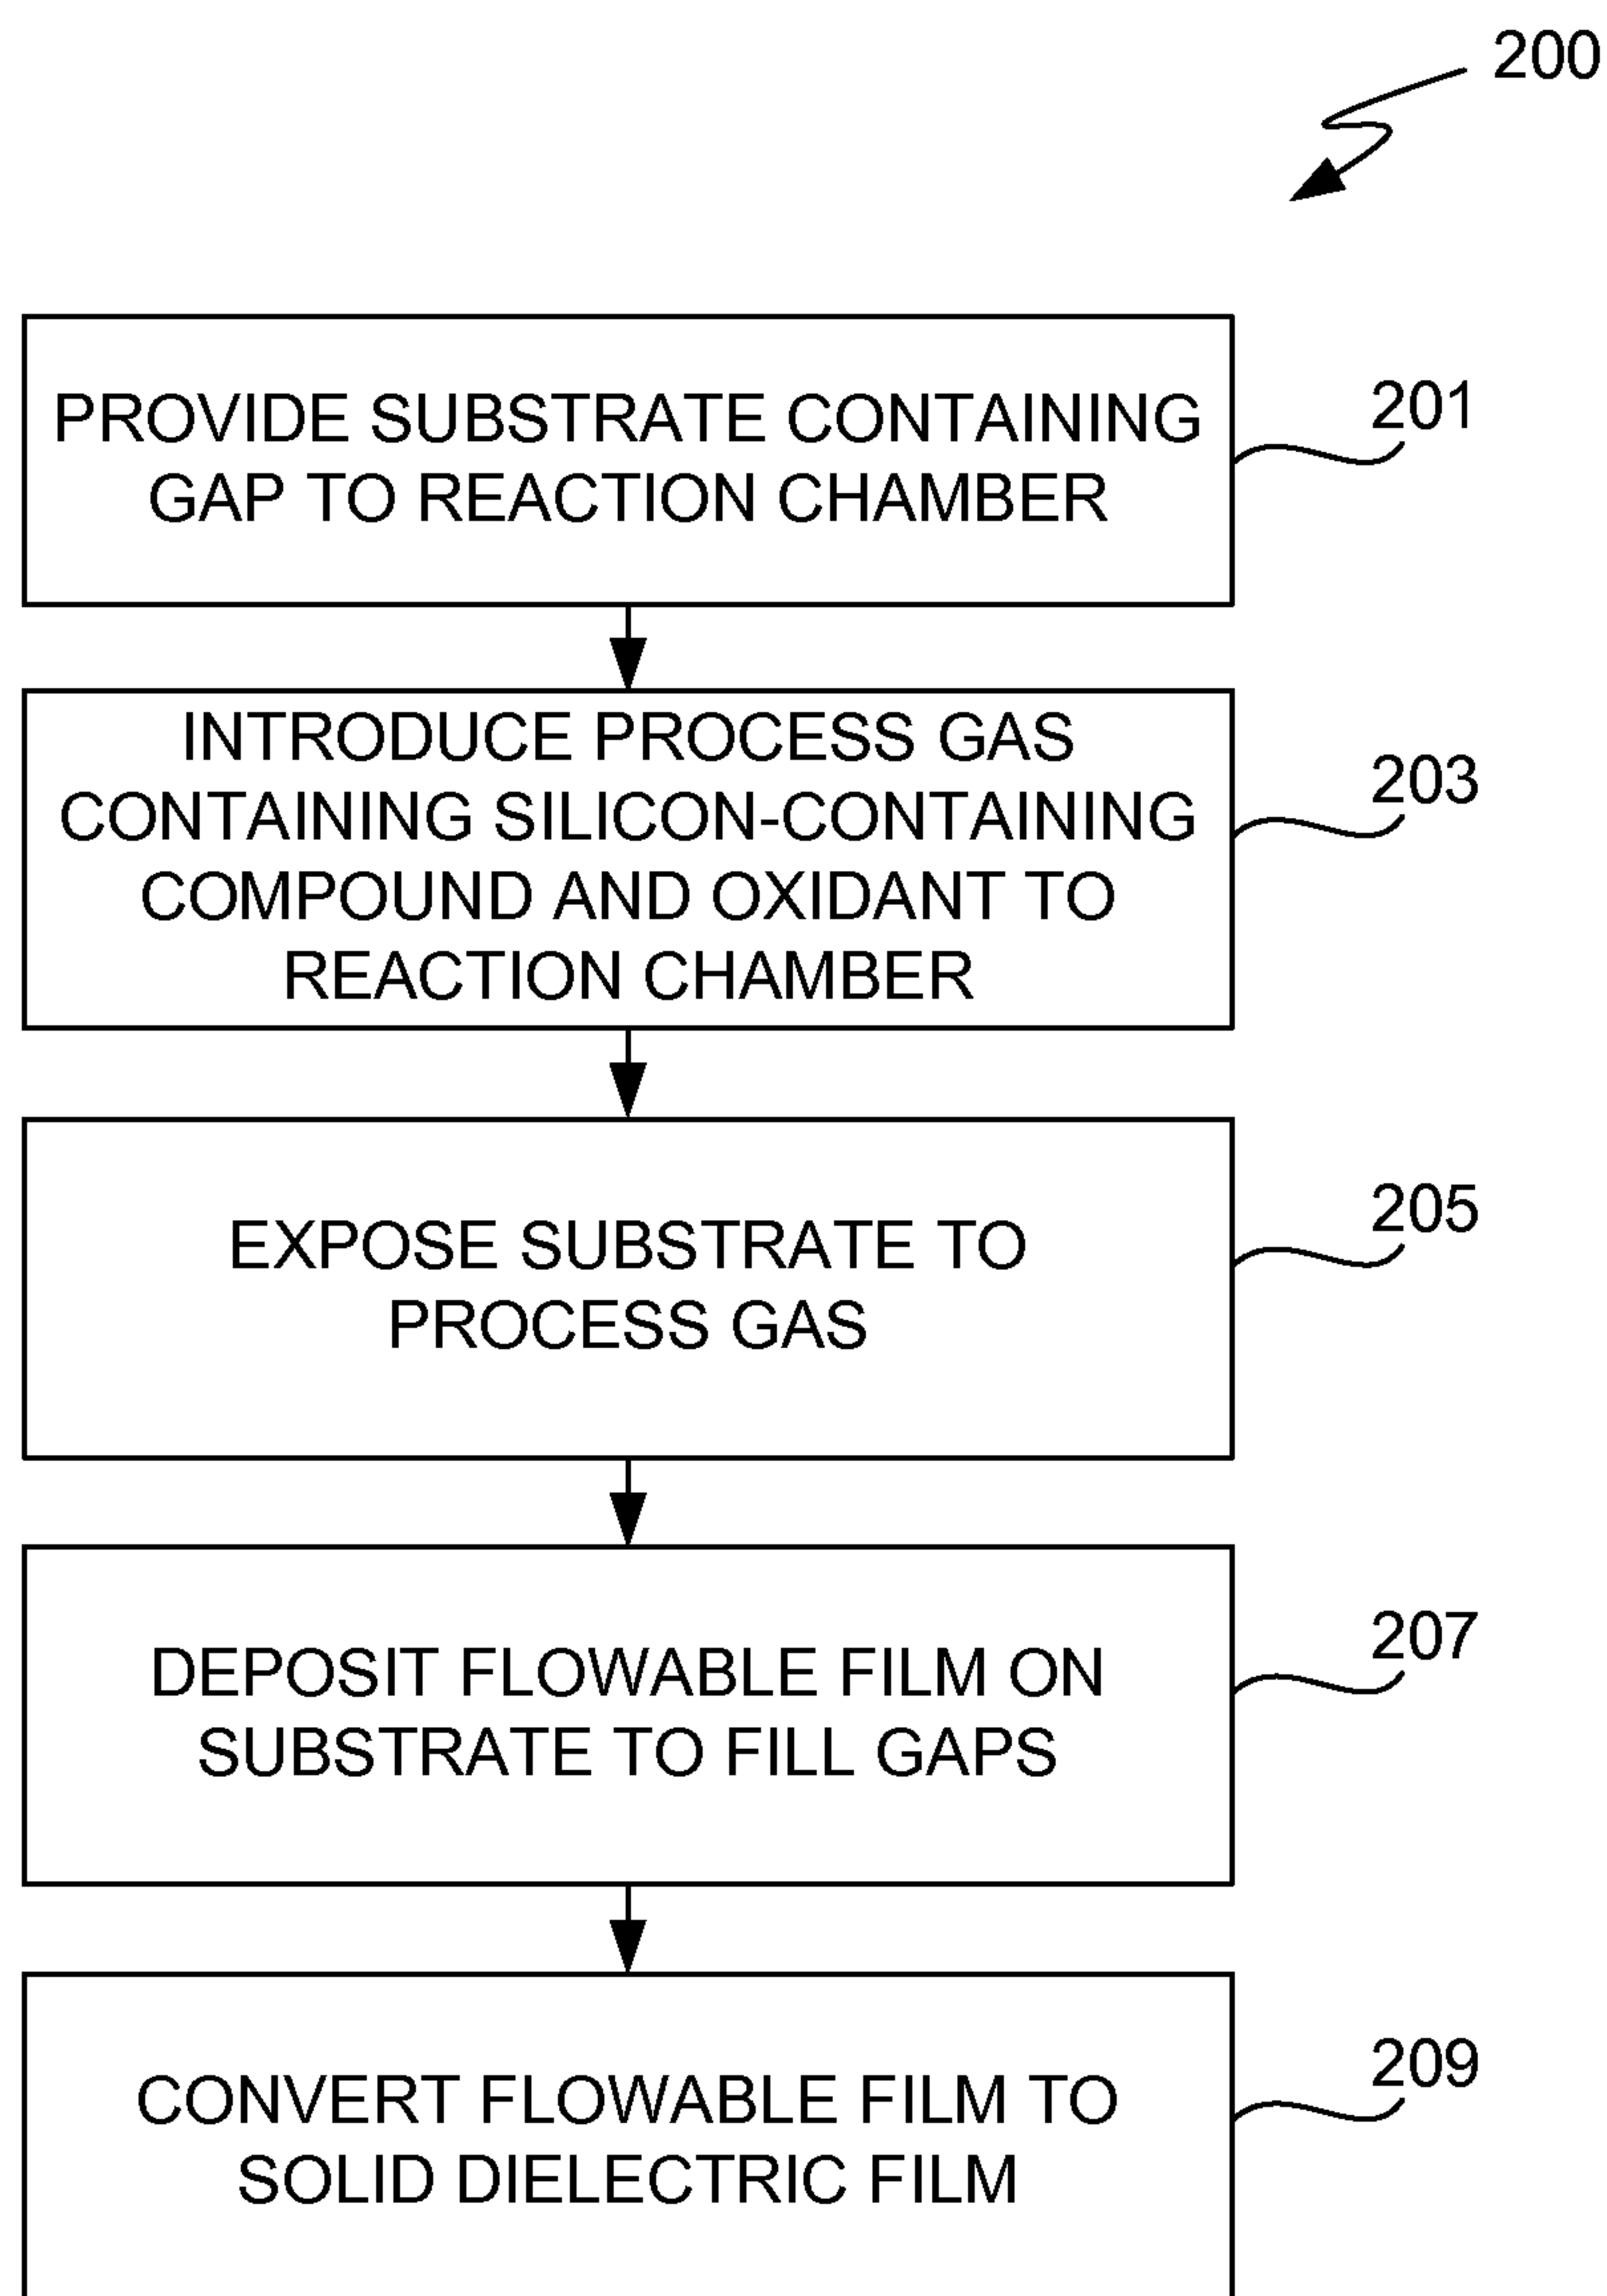 200
PROVIDE SUBSTRATE CONTAINING
GAP TO REACTION CHAMBER
201
INTRODUCE PROCESS GAS
CONTAINING SILICON-CONTAINING
COMPOUND AND OXIDANT TO
REACTION CHAMBER
203
EXPOSE SUBSTRATE TO
PROCESS GAS
205
DEPOSIT FLOWABLE FILM ON
SUBSTRATE TO FILL GAPS
207
CONVERT FLOWABLE FILM TO
SOLID DIELECTRIC FILM
209